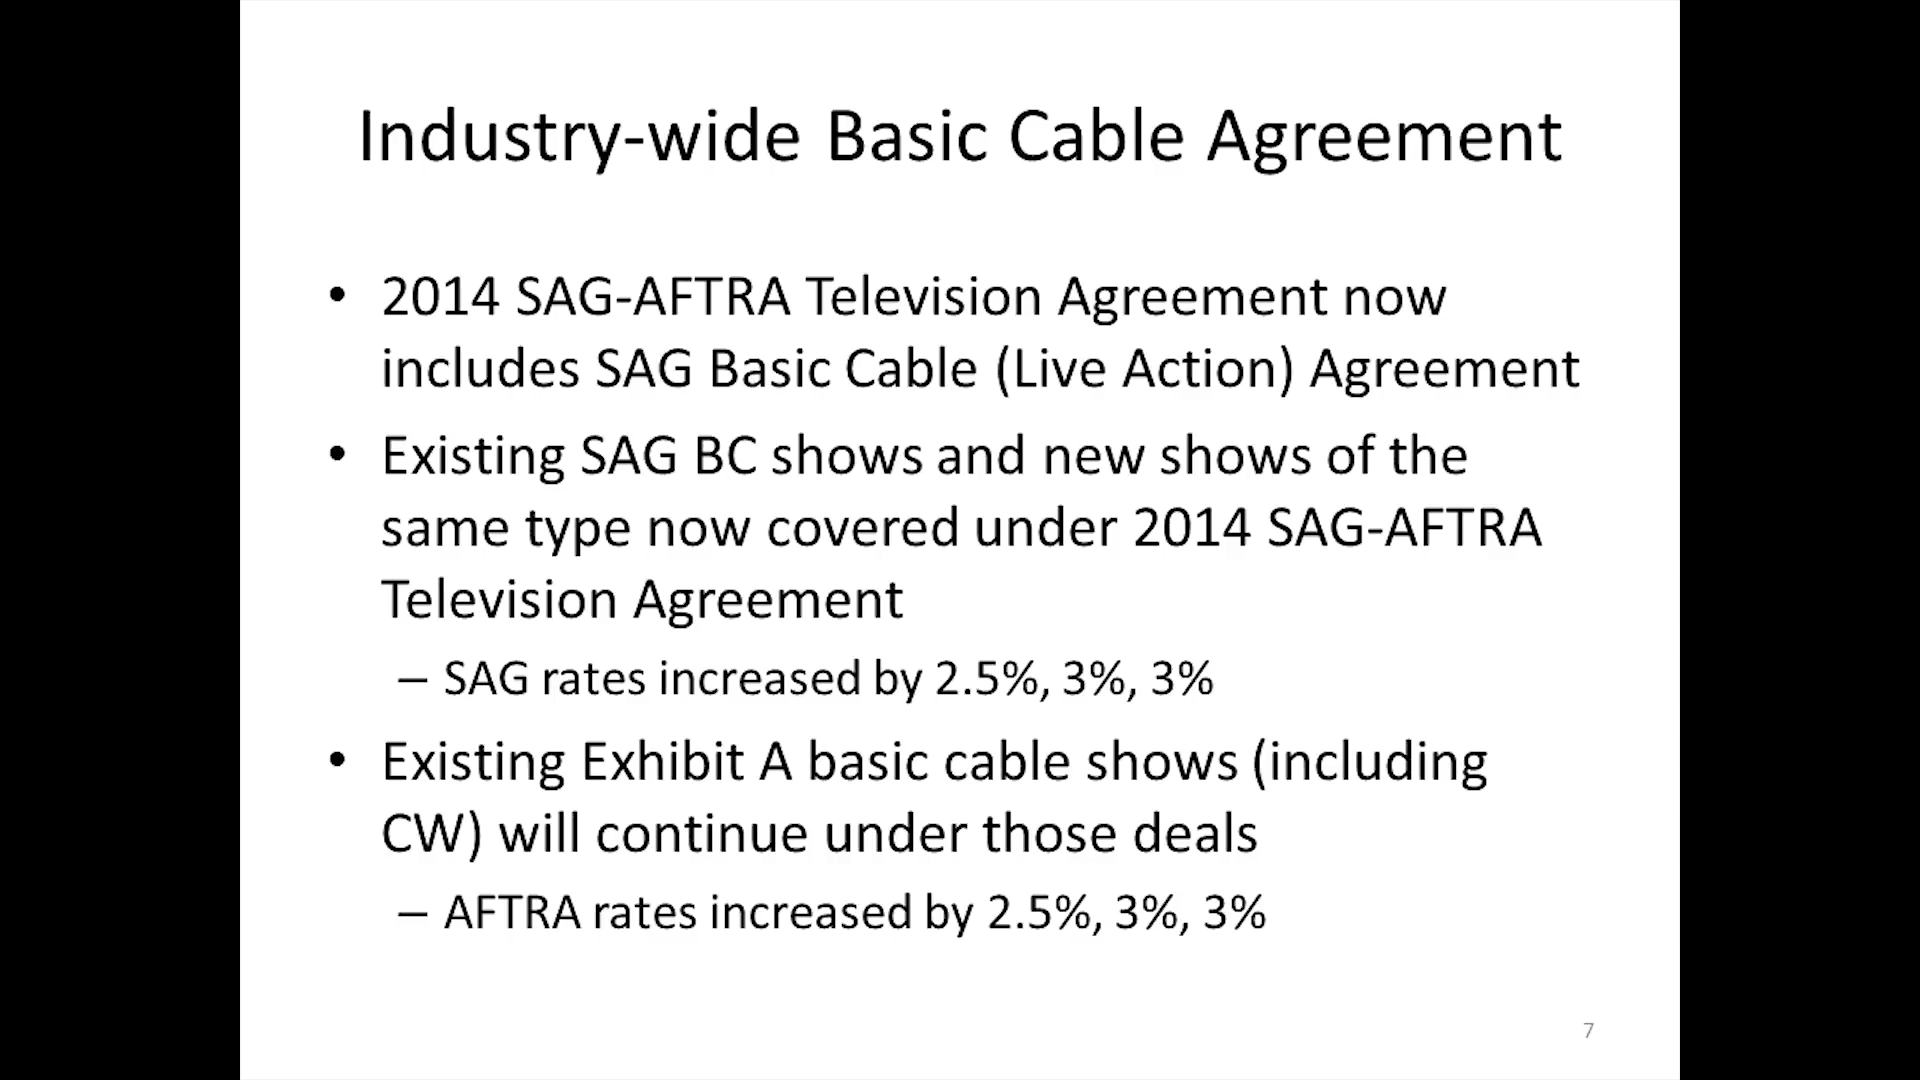 Industry-wide Basic Cable Agreement
• 2014 SAG-AFTRA Television Agreement now
includes SAG Basic Cable (Live Action) Agreement
• Existing SAG BC shows and new shows of the
same type now covered under 2014 SAG-AFTRA
Television Agreement
– SAG rates increased by 2.5%, 3%, 3%
• Existing Exhibit A basic cable shows (including
CW) will continue under those deals
– AFTRA rates increased by 2.5%, 3%, 3%
7